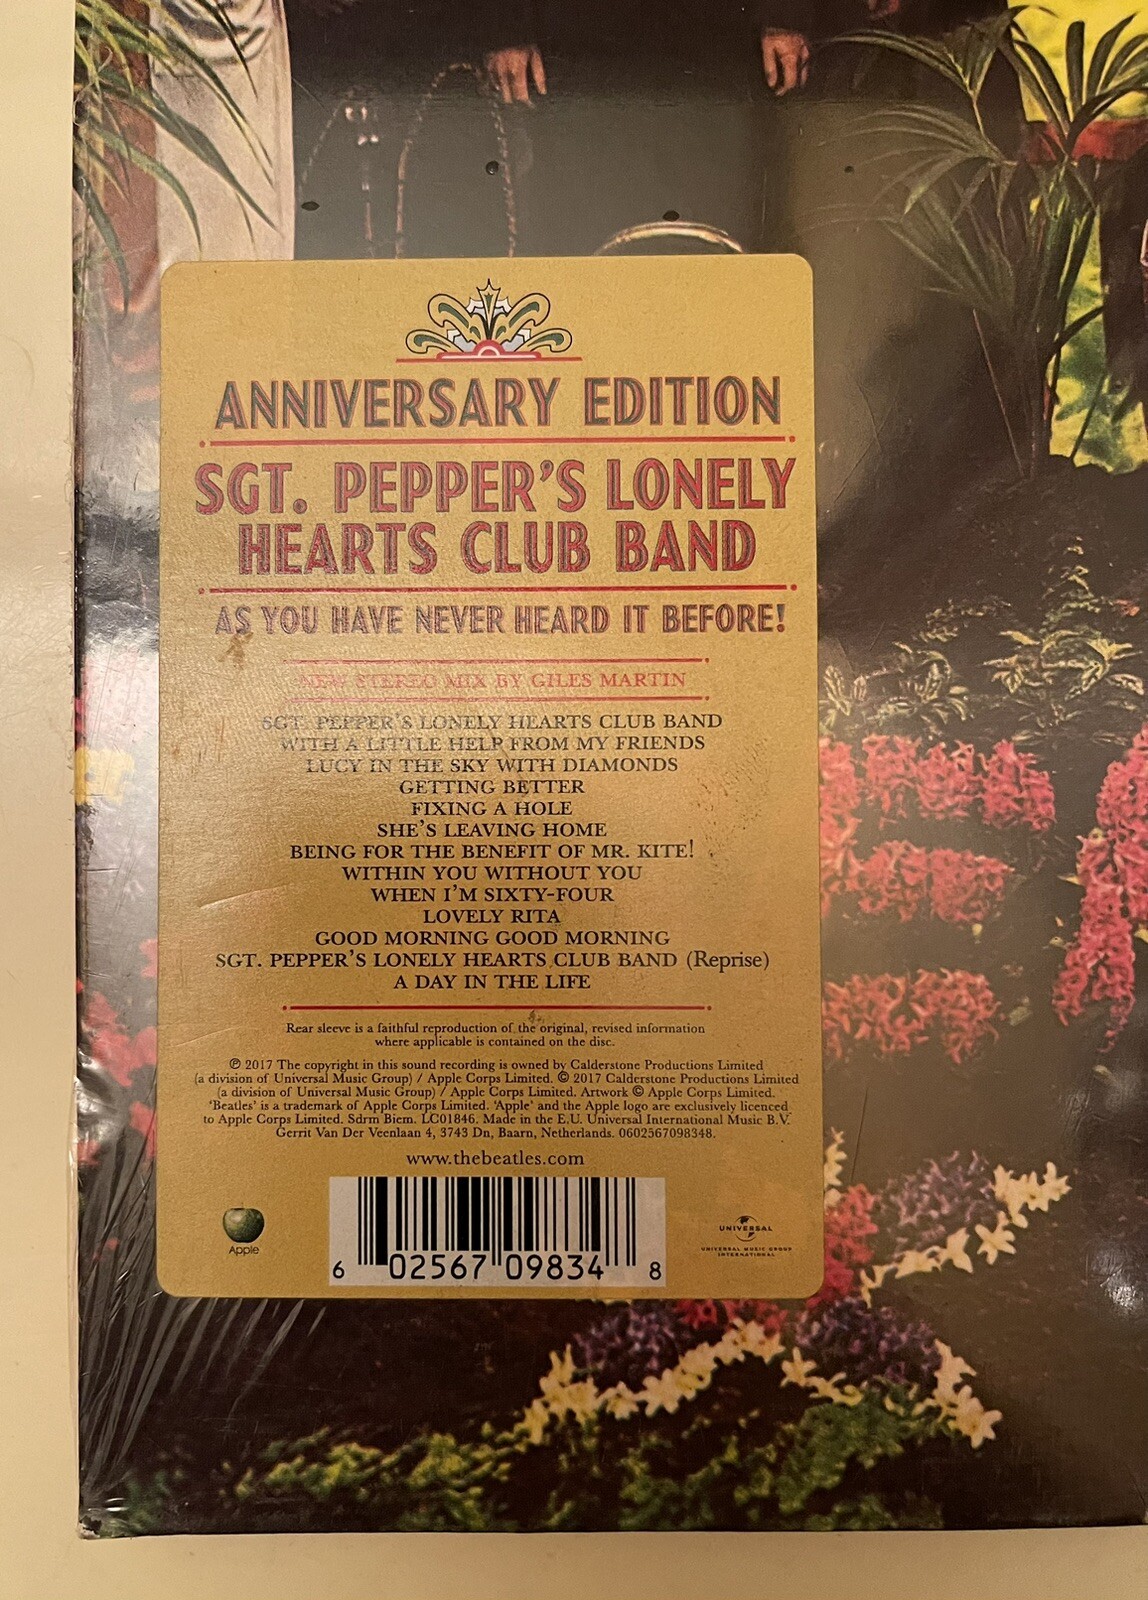 ANNIVERSARY EDITION
SGT. PEPPER'S LONELY
HEARTS CLUB BAND
AS YOU HAVE NEVER HEARD IT BEFORE!
NEW STEREO MIX BY GILES MARTIN
SGT. PEPPER'S LONELY HEARTS CLUB BAND
WITH A LITTLE HELP FROM MY FRIENDS
LUCY IN THE SKY WITH DIAMONDS
GETTING BETTER
FIXING A HOLE
SHE'S LEAVING HOME
BEING FOR THE BENEFIT OF MR. KITE!
WITHIN YOU WITHOUT YOU
WHEN I'M SIXTY-FOUR
LOVELY RITA
GOOD MORNING GOOD MORNING
SGT. PEPPER'S LONELY HEARTS CLUB BAND (Reprise)
A DAY IN THE LIFE
Rear sleeve is a faithful reproduction of the original, revised information
where applicable is contained on the disc.
℗ 2017 The copyright in this sound recording is owned by Calderstone Productions Limited
(a division of Universal Music Group) / Apple Corps Limited. © 2017 Calderstone Productions Limited
(a division of Universal Music Group) / Apple Corps Limited. Artwork © Apple Corps Limited.
'Beatles' is a trademark of Apple Corps Limited. 'Apple' and the Apple logo are exclusively licenced
to Apple Corps Limited. Sdrm Biem. LC01846. Made in the E.U. Universal International Music B.V.
Gerrit Van Der Veenlaan 4, 3743 Dn, Baarn, Netherlands. 0602567098348.
www.thebeatles.com
Apple
6 02567 09834 8
UNIVERSAL
UNIVERSAL MUSIC GROUP
INTERNATIONAL